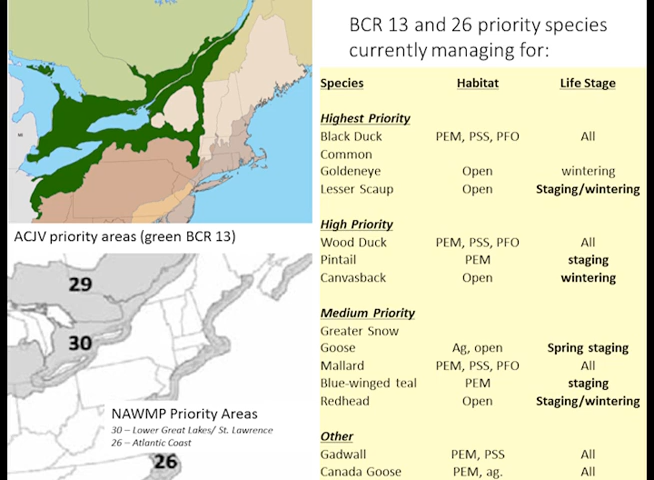 BCR 13 and 26 priority species
currently managing for:
Species Habitat Life Stage
Highest Priority
Black Duck PEM, PSS, PFO All
Common
Goldeneye Open wintering
Lesser Scaup Open Staging/wintering
High Priority
Wood Duck PEM, PSS, PFO All
Pintail PEM staging
Canvasback Open wintering
Medium Priority
Greater Snow
Goose Ag, open Spring staging
Mallard PEM, PSS, PFO All
Blue-winged teal PEM staging
Redhead Open Staging/wintering
Other
Gadwall PEM, PSS All
Canada Goose PEM, ag. All
ACJV priority areas (green BCR 13)
29
30
NAWMP Priority Areas
30 – Lower Great Lakes/ St. Lawrence
26 – Atlantic Coast
26